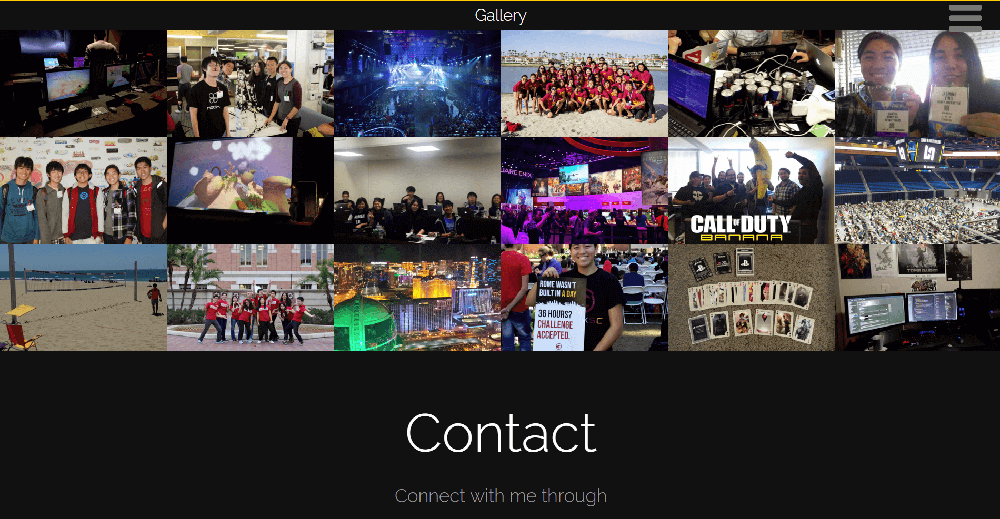 Gallery
CALL OF DUTY
BANANA
ROME WASN'T
BUILT IN A DAY
36 HOURS?
CHALLENGE
ACCEPTED.
Contact
Connect with me through